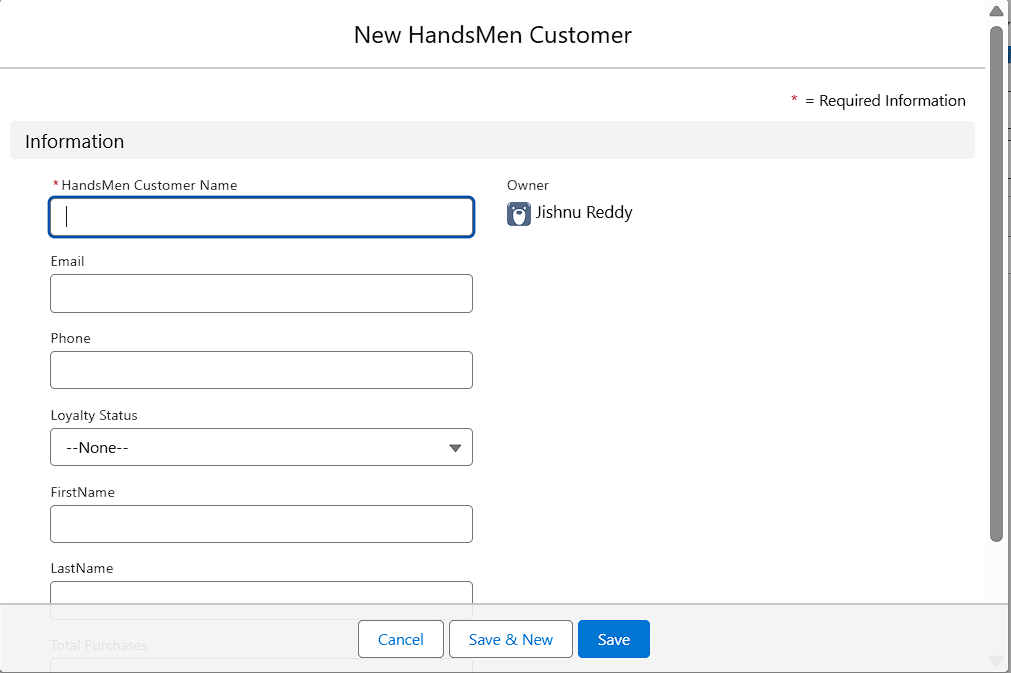 New HandsMen Customer
* = Required Information
Information
* HandsMen Customer Name
Owner
Jishnu Reddy
Email
Phone
Loyalty Status
--None--
FirstName
LastName
Total Purchases
Cancel
Save & New
Save